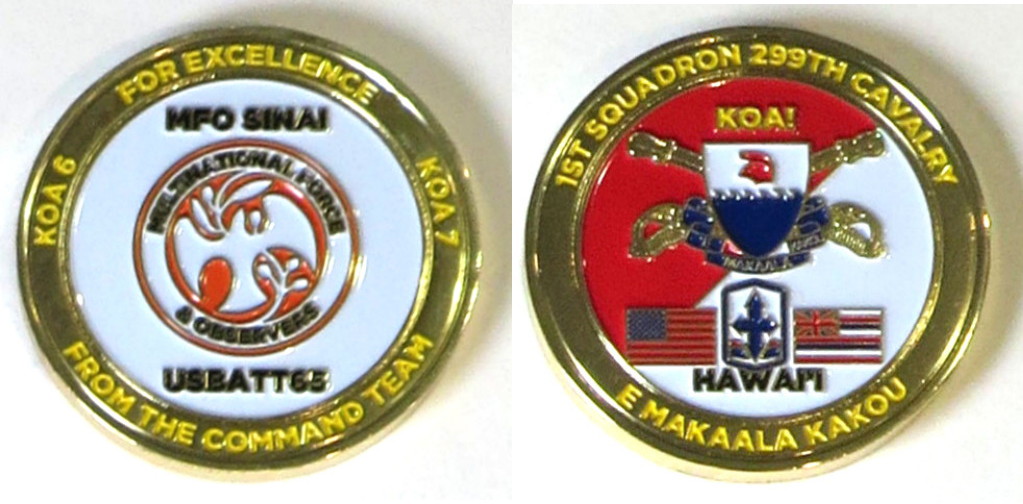 FOR EXCELLENCE
MFO SINAI
KOA 6
KOA 7
MULTINATIONAL FORCE
& OBSERVERS
USBATT65
FROM THE COMMAND TEAM
1ST SQUADRON 299TH CAVALRY
KOA!
MAKAALA
HAWAI'I
E MAKAALA KAKOU